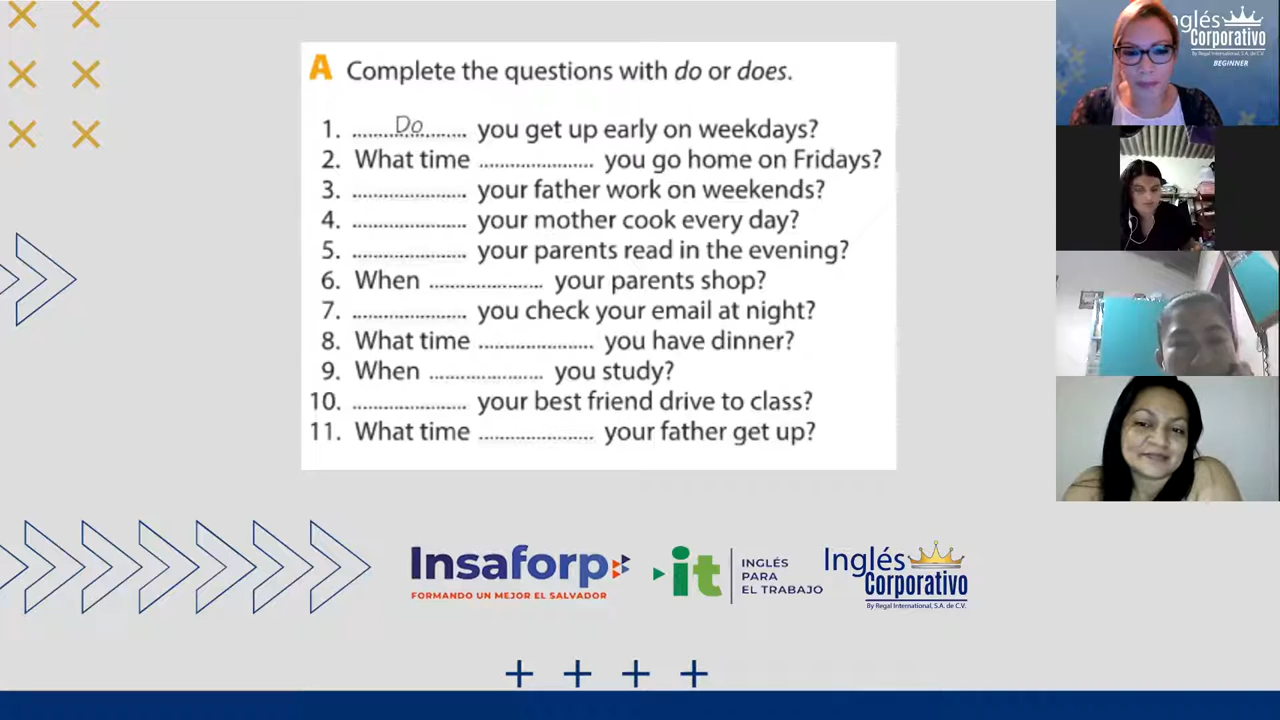 A Complete the questions with do or does.
1. ....Do.... you get up early on weekdays?
2. What time .................... you go home on Fridays?
3. .................... your father work on weekends?
4. .................... your mother cook every day?
5. .................... your parents read in the evening?
6. When .................... your parents shop?
7. .................... you check your email at night?
8. What time .................... you have dinner?
9. When .................... you study?
10. .................... your best friend drive to class?
11. What time .................... your father get up?
Insaforp
FORMANDO UN MEJOR EL SALVADOR
it
INGLÉS
PARA
EL TRABAJO
Inglés
Corporativo
By Regal International, S.A. de C.V.
nglés
Corporativo
By Regal International, S.A. de C.V.
BEGINNER